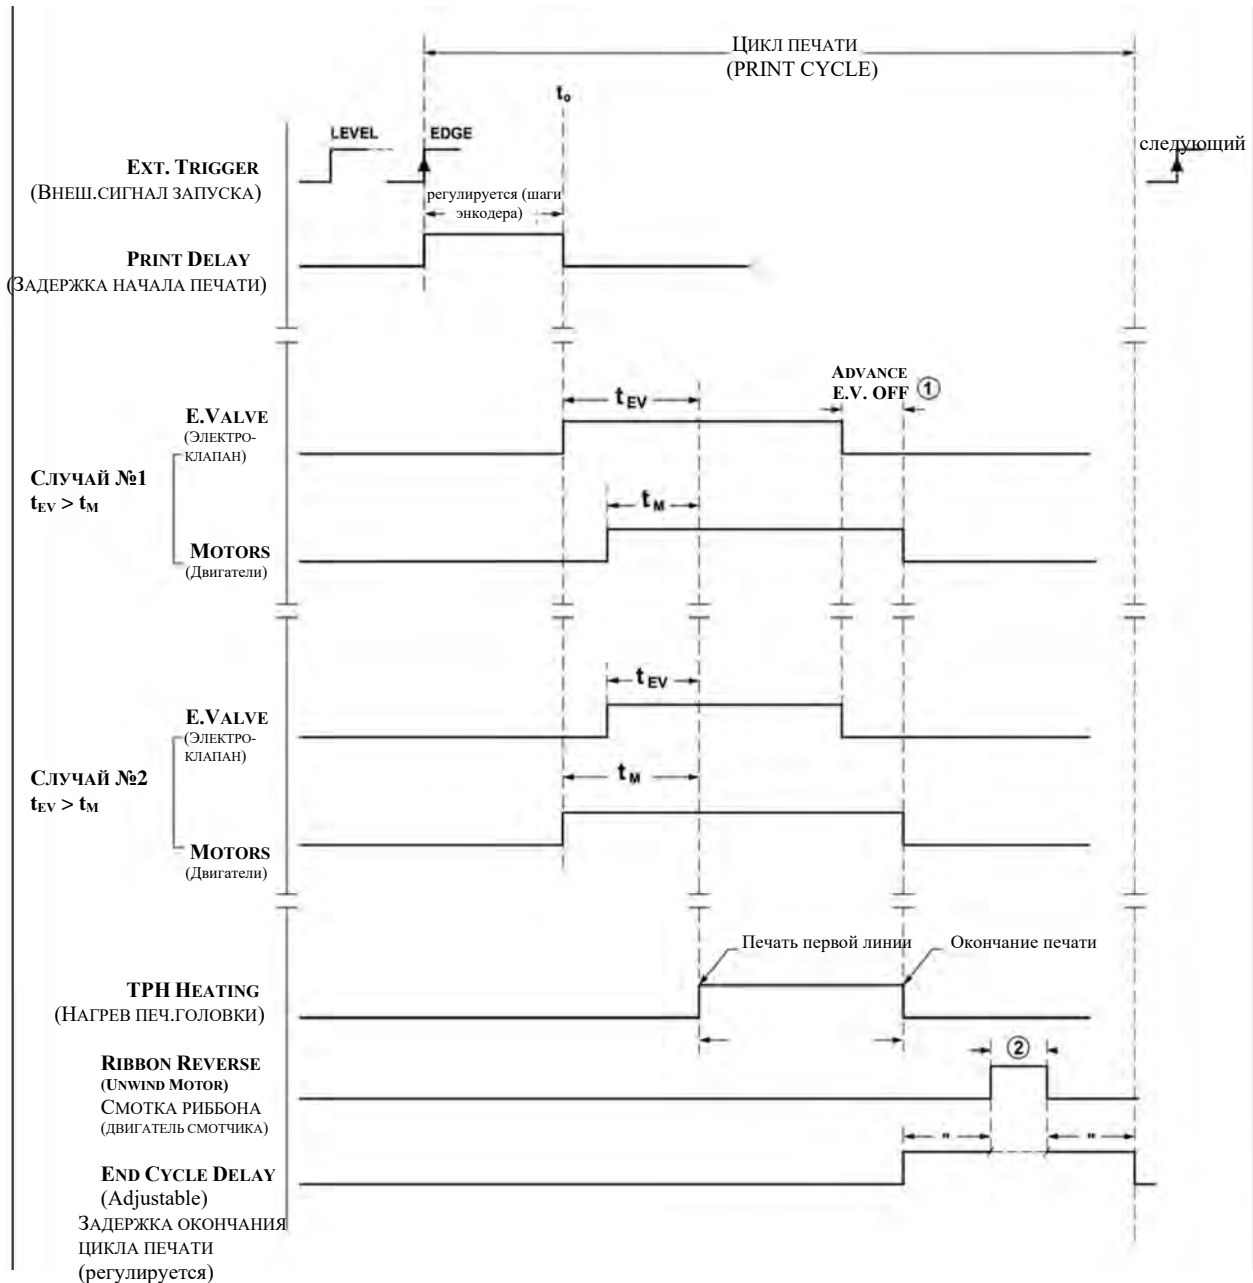 ЦИКЛ ПЕЧАТИ
(PRINT CYCLE)
to
LEVEL
EDGE
следующий
EXT. TRIGGER
(ВНЕШ.СИГНАЛ ЗАПУСКА)
регулируется (шаги
энкодера)
PRINT DELAY
(ЗАДЕРЖКА НАЧАЛА ПЕЧАТИ)
ADVANCE
E.V. OFF ①
tEV
E.VALVE
(ЭЛЕКТРО-
КЛАПАН)
СЛУЧАЙ №1
tEV > tM
tM
MOTORS
(Двигатели)
tEV
E.VALVE
(ЭЛЕКТРО-
КЛАПАН)
СЛУЧАЙ №2
tEV > tM
tM
MOTORS
(Двигатели)
Печать первой линии
Окончание печати
TPH HEATING
(НАГРЕВ ПЕЧ.ГОЛОВКИ)
②
RIBBON REVERSE
(UNWIND MOTOR)
СМОТКА РИББОНА
(ДВИГАТЕЛЬ СМОТЧИКА)
" "
END CYCLE DELAY
(Adjustable)
ЗАДЕРЖКА ОКОНЧАНИЯ
ЦИКЛА ПЕЧАТИ
(регулируется)